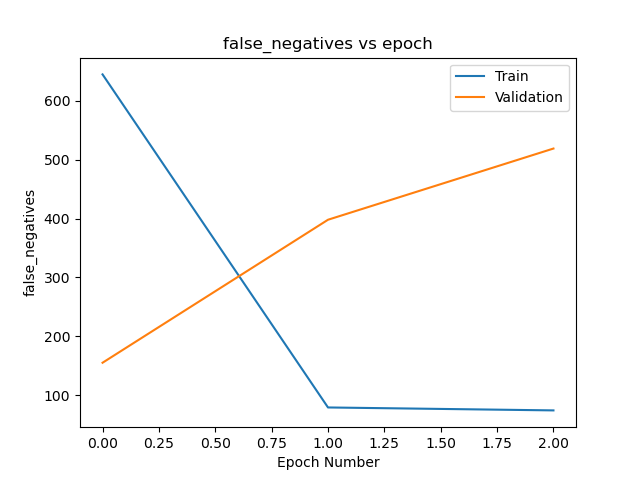 false_negatives vs epoch
Train
Validation
600
500
400
300
200
100
false_negatives
0.00 0.25 0.50 0.75 1.00 1.25 1.50 1.75 2.00
Epoch Number